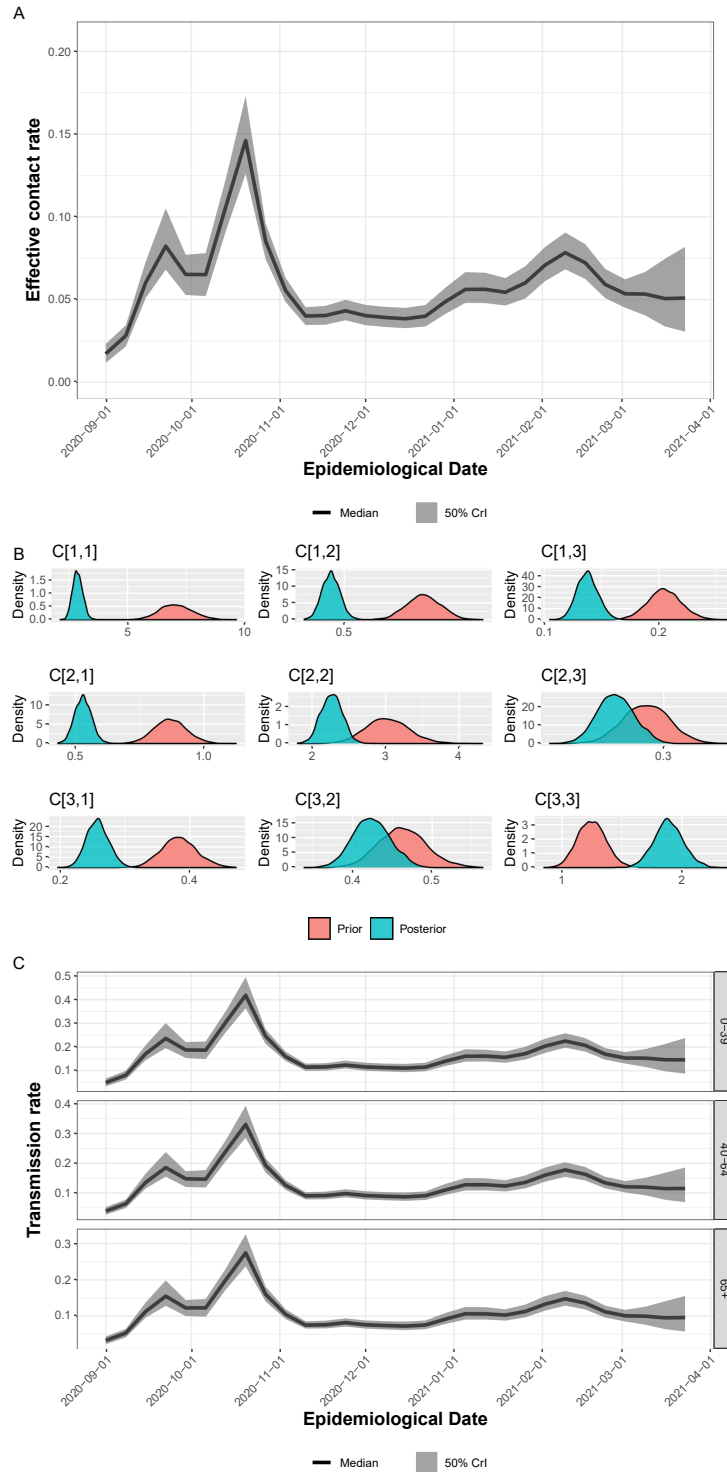 A
0.20
0.15
0.10
0.05
0.00
Effective contact rate
2020−09−01
2020−10−01
2020−11−01
2020−12−01
2021−01−01
2021−02−01
2021−03−01
2021−04−01
Epidemiological Date
Median
50% CrI
B
C[1,1]
C[1,2]
C[1,3]
Density
1.5
1.0
0.5
0.0
5
10
Density
15
10
5
0
0.5
Density
40
30
20
10
0
0.1
0.2
C[2,1]
C[2,2]
C[2,3]
Density
10
5
0
0.5
1.0
Density
2
1
0
2
3
4
Density
20
10
0
0.3
C[3,1]
C[3,2]
C[3,3]
Density
20
15
10
5
0
0.2
0.4
Density
15
10
5
0
0.4
0.5
Density
3
2
1
0
1
2
Prior
Posterior
C
0.5
0.4
0.3
0.2
0.1
0−39
0.4
0.3
0.2
0.1
40−64
0.3
0.2
0.1
65+
Transmission rate
2020−09−01
2020−10−01
2020−11−01
2020−12−01
2021−01−01
2021−02−01
2021−03−01
2021−04−01
Epidemiological Date
Median
50% CrI